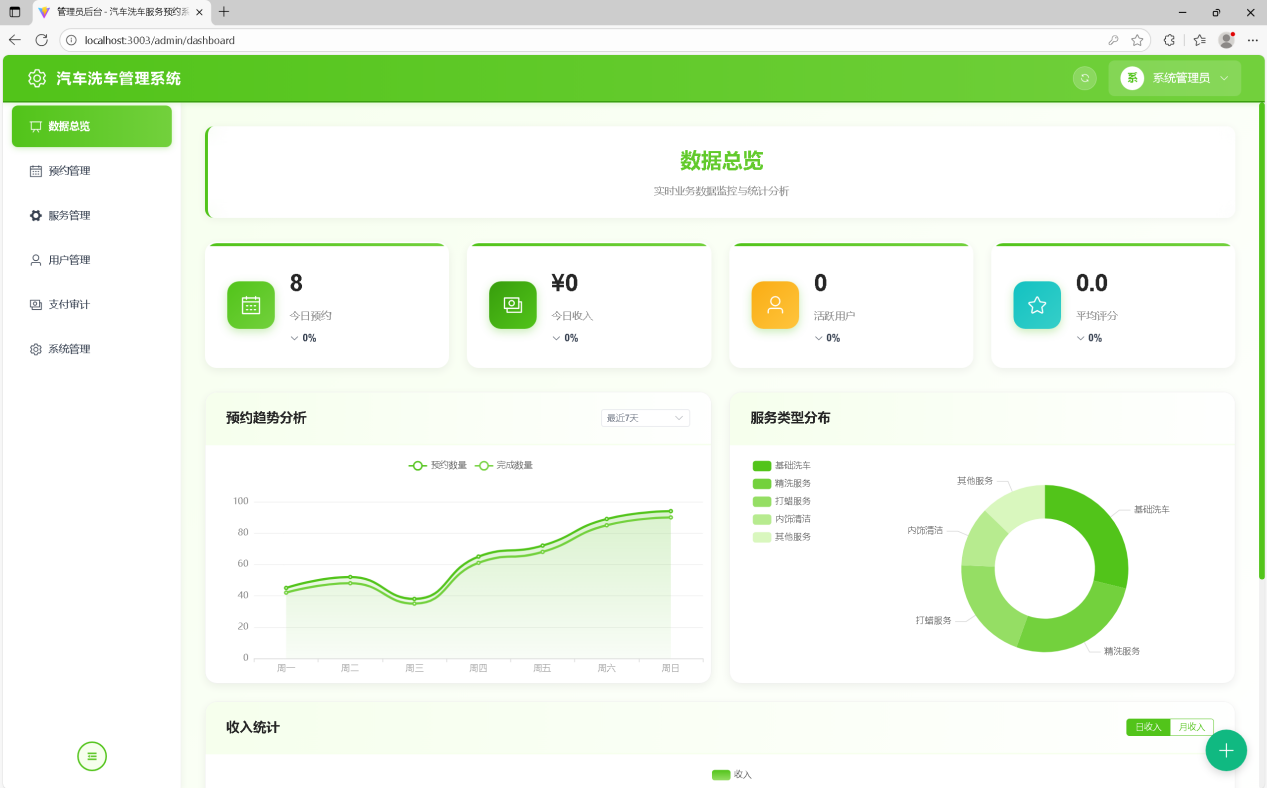 管理员后台 - 汽车洗车服务预约系
localhost:3003/admin/dashboard
汽车洗车管理系统
系 系统管理员
数据总览
预约管理
服务管理
用户管理
支付审计
系统管理
数据总览
实时业务数据监控与统计分析
8
今日预约
0%
¥0
今日收入
0%
0
活跃用户
0%
0.0
平均评分
0%
预约趋势分析
最近7天
预约数量 完成数量
100
80
60
40
20
0
周一 周二 周三 周四 周五 周六 周日
服务类型分布
基础洗车
精洗服务
打蜡服务
内饰清洁
其他服务
其他服务
基础洗车
内饰清洁
打蜡服务
精洗服务
收入统计
日收入 月收入
收入